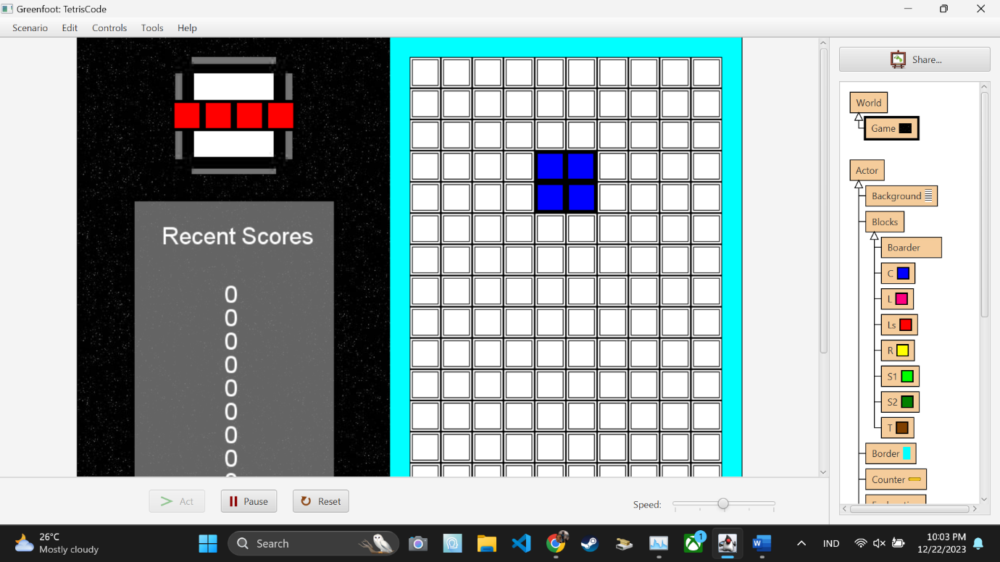 Greenfoot: TetrisCode
Scenario Edit Controls Tools Help
Share...
World
Game
Actor
Background
Blocks
Boarder
C
L
Ls
R
S1
S2
T
Border
Counter
Recent Scores
0
0
0
0
0
0
0
0
Act Pause Reset Speed:
26°C
Mostly cloudy
Search
1
IND
10:03 PM
12/22/2023